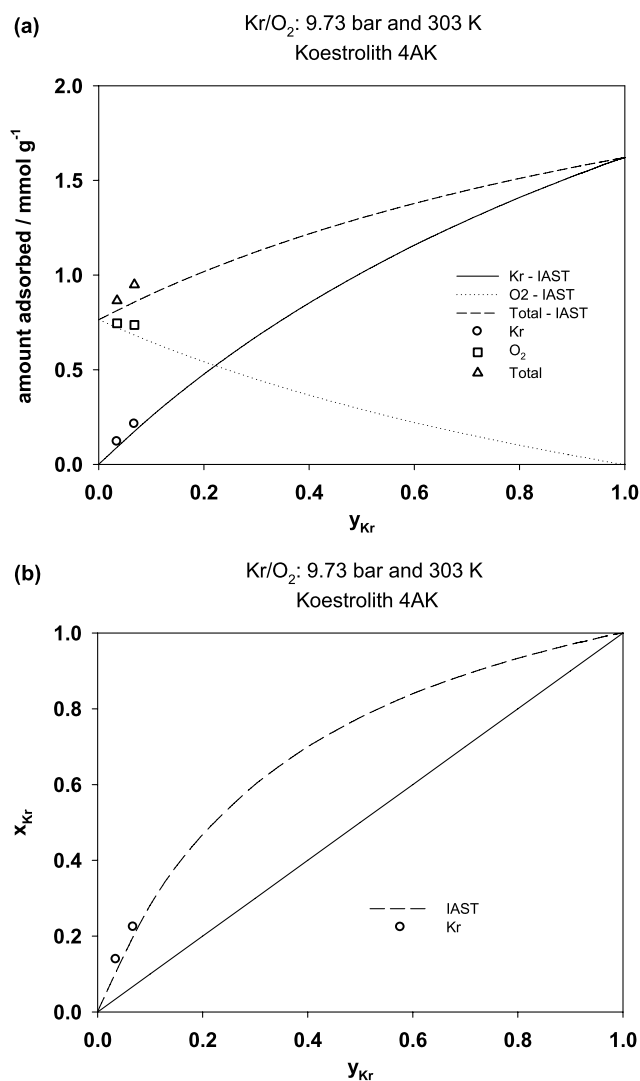 (a)
Kr/O2: 9.73 bar and 303 K
Koestrolith 4AK
amount adsorbed / mmol g-1
2.0
1.5
1.0
0.5
0.0
Kr - IAST
O2 - IAST
Total - IAST
Kr
O2
Total
0.0 0.2 0.4 0.6 0.8 1.0
yKr
(b)
Kr/O2: 9.73 bar and 303 K
Koestrolith 4AK
xKr
1.0
0.8
0.6
0.4
0.2
0.0
IAST
Kr
0.0 0.2 0.4 0.6 0.8 1.0
yKr